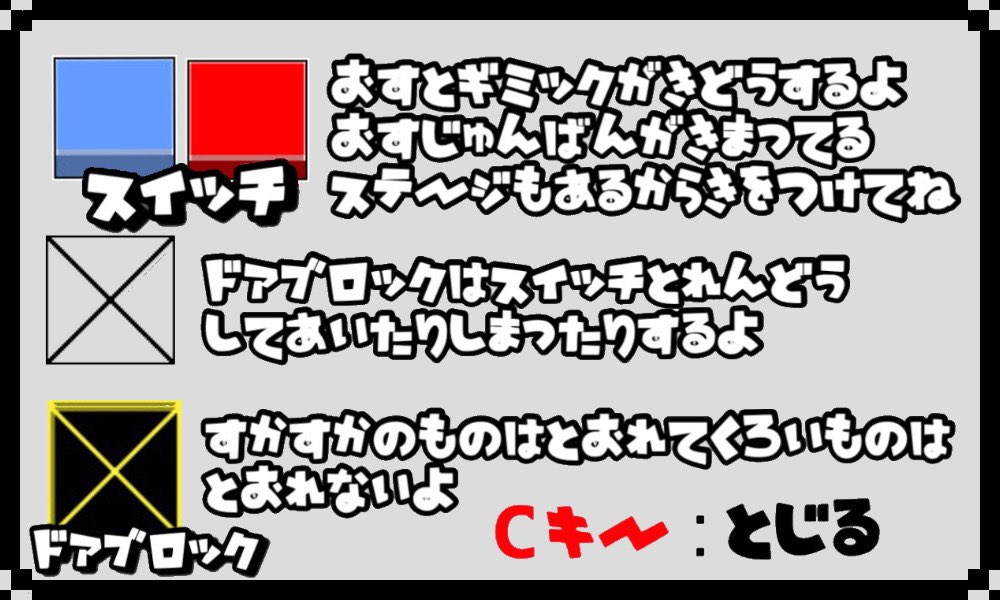 おすとギミックがきどうするよ
おすじゅんばんがきまってる
ステ～ジもあるからきをつけてね
スイッチ
ドアブロックはスイッチとれんどう
してあいたりしまったりするよ
すかすかのものはとおれてくろいものは
とおれないよ
ドアブロック
Cキ～：とじる